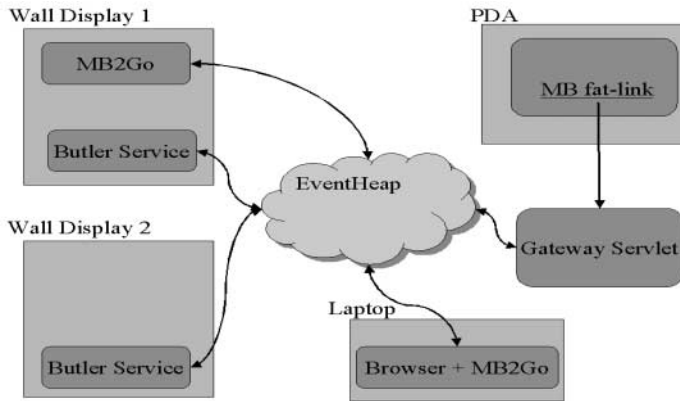 Wall Display 1
MB2Go
Butler Service
PDA
MB fat-link
EventHeap
Wall Display 2
Butler Service
Gateway Servlet
Laptop
Browser + MB2Go